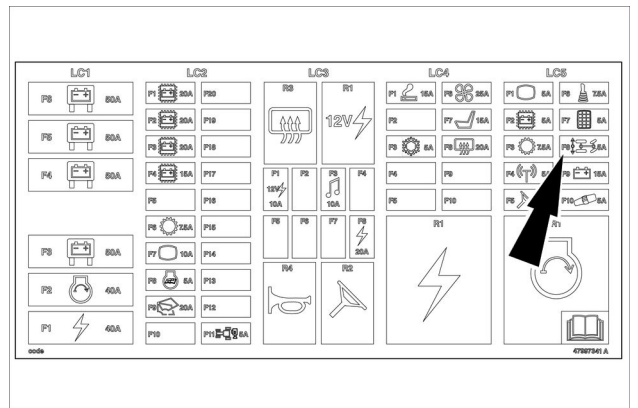 LC1 LC2 LC3 LC4 LC5
F6 50A
F5 50A
F4 50A
F3 50A
F2 40A
F1 40A
F1 20A F20
F2 20A F19
F3 20A F18
F4 15A F17
F5 F16
F6 7.5A F15
F7 10A F14
F8 5A F13
F9 20A F12
F10 F11 5A
R3 R1
12V
F1 F2 F3 F4
12V
10A 10A
F5 F6 F7 F8
20A
R4 R2
F1 15A F6 25A
F2 F7 15A
F3 5A F8 20A
F4 F9
F5 F10
R1
F1 5A F6 7.5A
F2 5A F7 5A
F3 7.5A F8 5A
F4 5A F9 15A
F5 F10 5A
R1
code 47397341 A